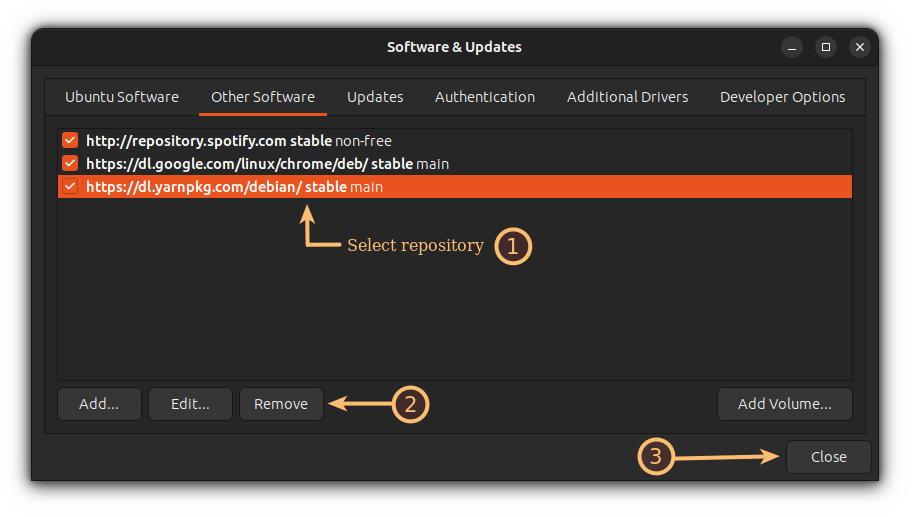 Software & Updates
Ubuntu Software Other Software Updates Authentication Additional Drivers Developer Options
http://repository.spotify.com stable non-free
https://dl.google.com/linux/chrome/deb/ stable main
https://dl.yarnpkg.com/debian/ stable main
Select repository 1
Add... Edit... Remove 2 Add Volume...
3 Close